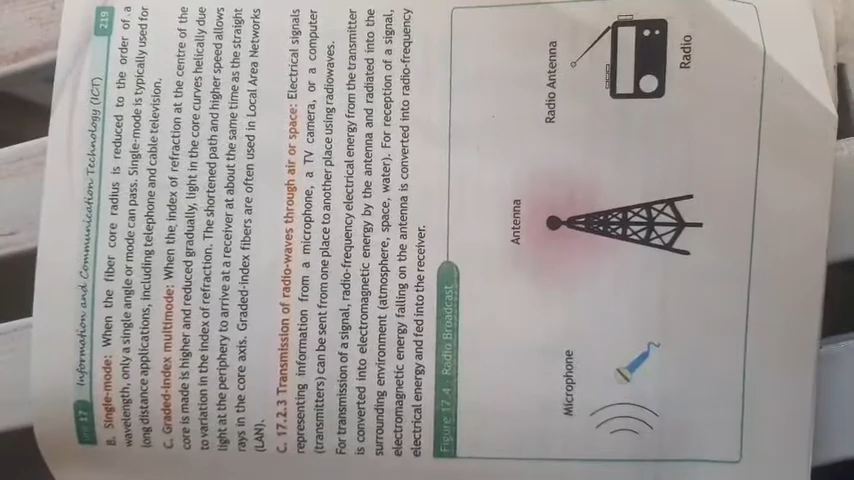 Unit 17 Information and Communication Technology (ICT) 219
B. Single-mode: When the fiber core radius is reduced to the order of a
wavelength, only a single angle or mode can pass. Single-mode is typically used for
long distance applications, including telephone and cable television.
C. Graded-index multimode: When the index of refraction at the centre of the
core is made is higher and reduced gradually, light in the core curves helically due
to variation in the index of refraction. The shortened path and higher speed allows
light at the periphery to arrive at a receiver at about the same time as the straight
rays in the core axis. Graded-index fibers are often used in Local Area Networks
(LAN).
C. 17.2.3 Transmission of radio-waves through air or space: Electrical signals
representing information from a microphone, a TV camera, or a computer
(transmitters) can be sent from one place to another place using radiowaves.
For transmission of a signal, radio-frequency electrical energy from the transmitter
is converted into electromagnetic energy by the antenna and radiated into the
surrounding environment (atmosphere, space, water). For reception of a signal,
electromagnetic energy falling on the antenna is converted into radio-frequency
electrical energy and fed into the receiver.
Figure 17.4 : Radio Broadcast
Microphone
Antenna
Radio Antenna
Radio